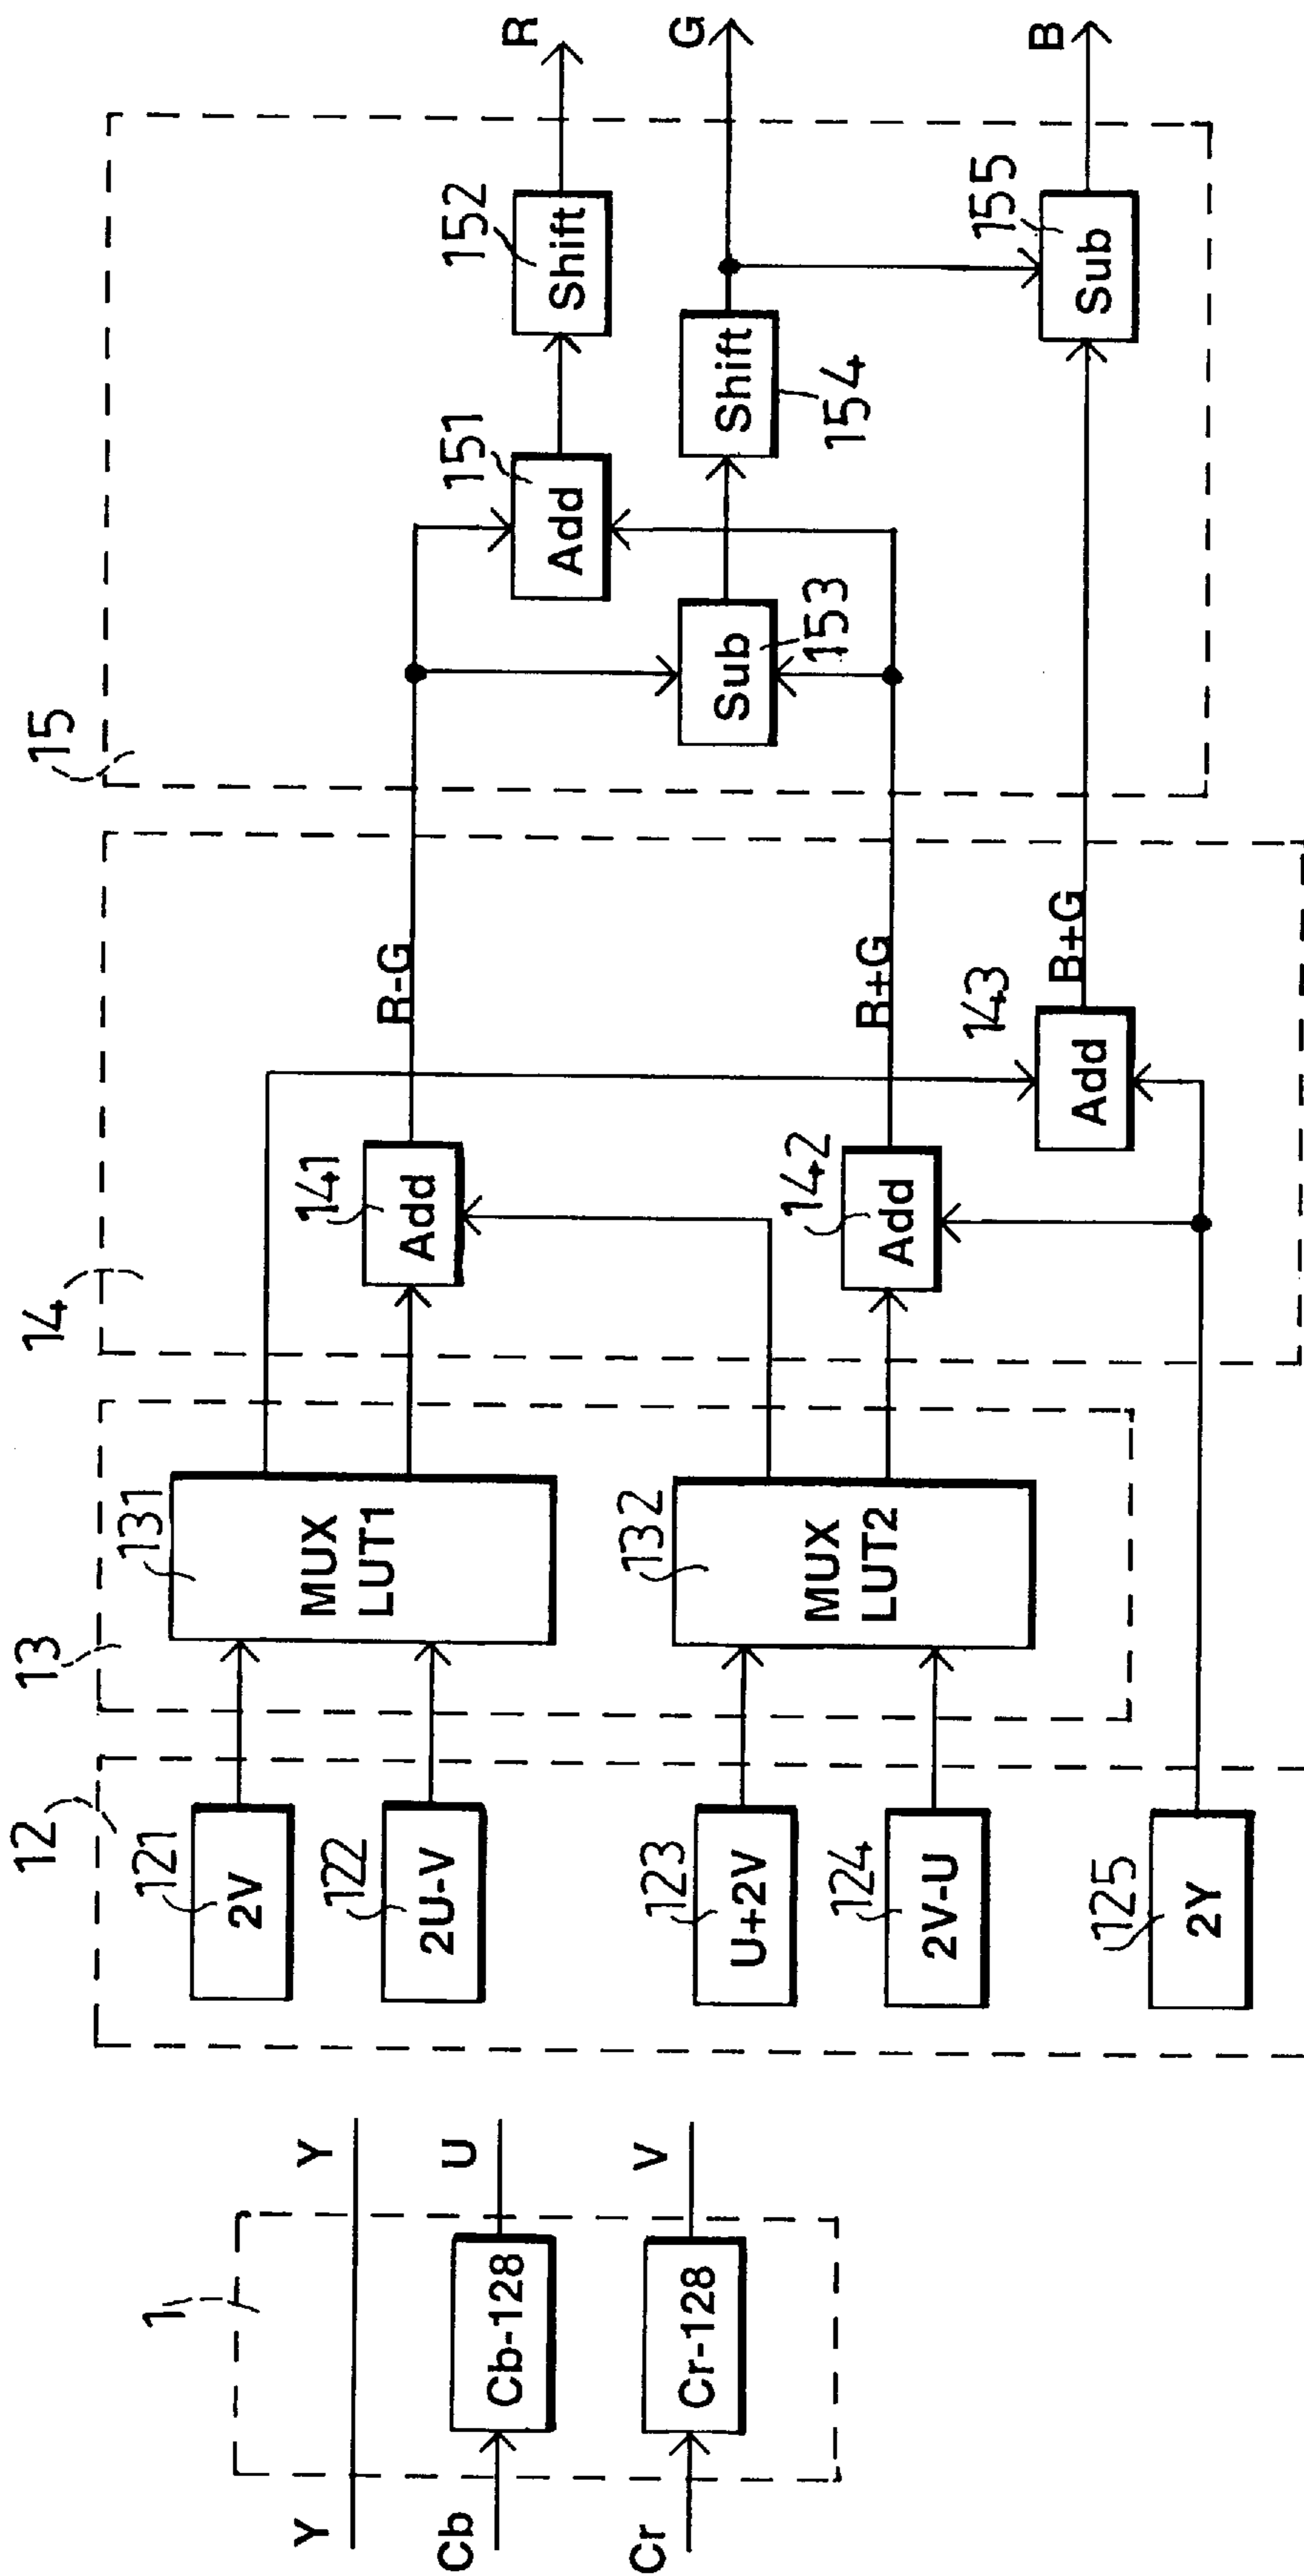 1
Y
Y
Cb
Cb-128
U
Cr
Cr-128
V
12
121
2V
122
2U-V
123
U+2V
124
2V-U
125
2Y
13
131
MUX
LUT1
132
MUX
LUT2
14
141
Add
142
Add
143
Add
R-G
B+G
B+G
15
151
Add
152
Shift
153
Sub
154
Shift
155
Sub
R
G
B